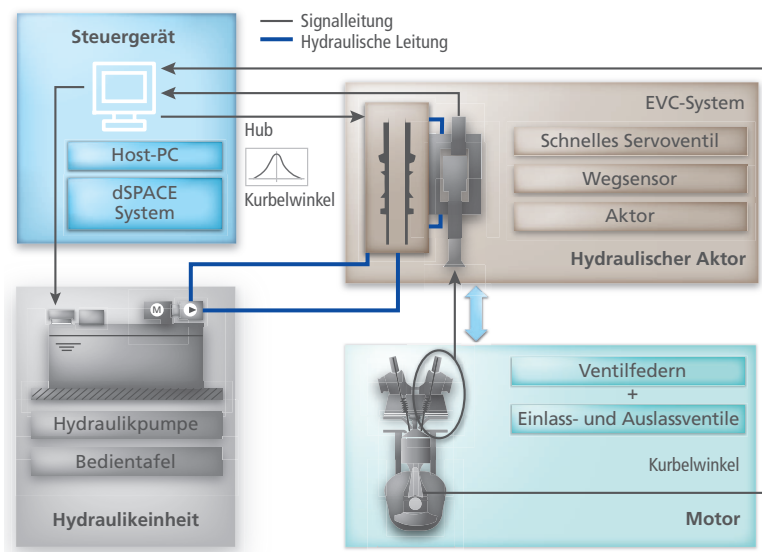 Signalleitung
Hydraulische Leitung
Steuergerät
Host-PC
dSPACE
System
Hub
Kurbelwinkel
EVC-System
Schnelles Servoventil
Wegsensor
Aktor
Hydraulischer Aktor
M
Hydraulikpumpe
Bedientafel
Hydraulikeinheit
Ventilfedern
+
Einlass- und Auslassventile
Kurbelwinkel
Motor